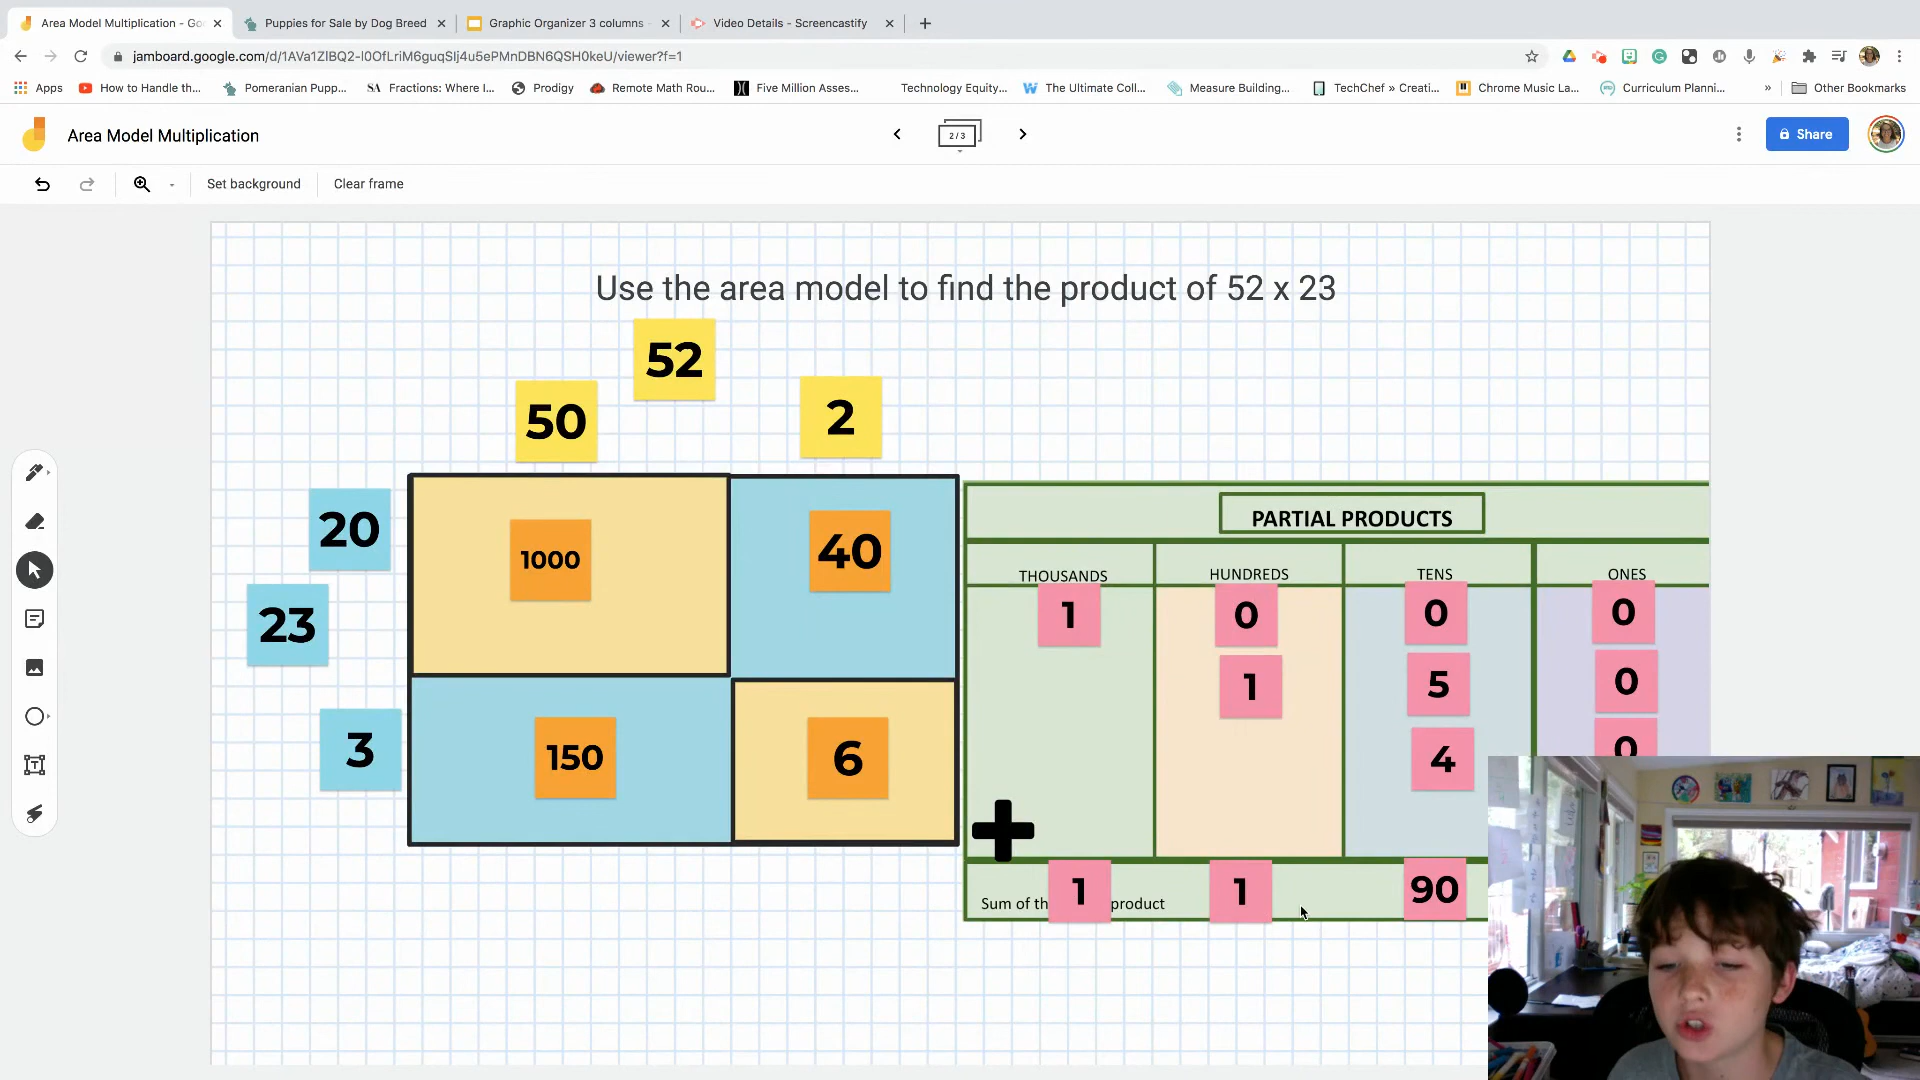 Area Model Multiplication - Goo
Puppies for Sale by Dog Breed
Graphic Organizer 3 columns -
Video Details - Screencastify
jamboard.google.com/d/1AVa1ZIBQ2-I0OfLriM6guqSIj4u5ePMnDBN6QSH0keU/viewer?f=1
Apps
How to Handle th...
Pomeranian Pupp...
SA
Fractions: Where I...
Prodigy
Remote Math Rou...
Five Million Asses...
Technology Equity...
The Ultimate Coll...
Measure Building...
TechChef » Creati...
Chrome Music La...
Curriculum Planni...
»
Other Bookmarks
Area Model Multiplication
2 / 3
Share
Set background
Clear frame
Use the area model to find the product of 52 x 23
52
50
2
20
23
3
1000
40
150
6
PARTIAL PRODUCTS
THOUSANDS HUNDREDS TENS ONES
1 0 0 0
1 5 0
4 0
Sum of th
product
1 1 90